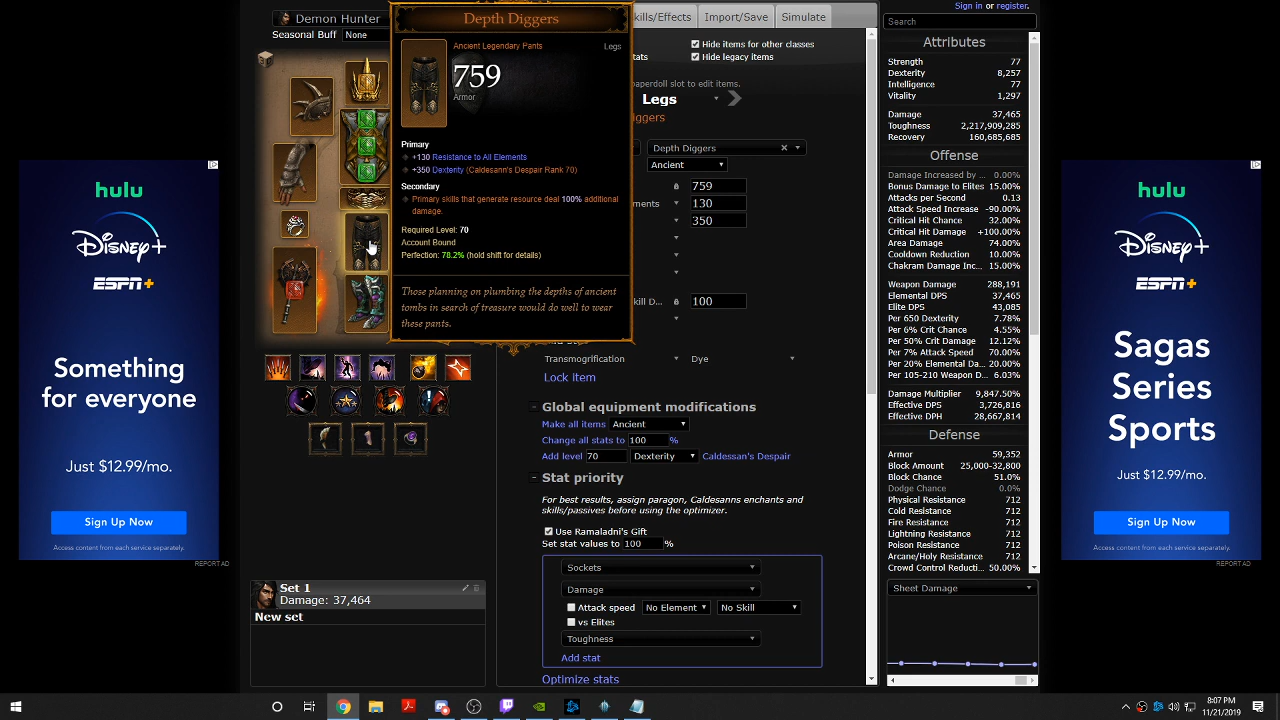 Demon Hunter
Seasonal Buff None
Depth Diggers
Ancient Legendary Pants Legs
759
Armor
Primary
+130 Resistance to All Elements
+350 Dexterity (Caldesann's Despair Rank 70)
Secondary
Primary skills that generate resource deal 100% additional
damage.
Required Level: 70
Account Bound
Perfection: 78.2% (hold shift for details)
Those planning on plumbing the depths of ancient
tombs in search of treasure would do well to wear
these pants.
kills/Effects Import/Save Simulate
Hide items for other classes
Hide legacy items
paperdoll slot to edit items.
Legs
Depth Diggers
Ancient
759
130
350
100
Transmogrification Dye
Lock item
Global equipment modifications
Make all items Ancient
Change all stats to 100 %
Add level 70 Dexterity Caldessan's Despair
Stat priority
For best results, assign paragon, Caldesanns enchants and
skills/passives before using the optimizer.
Use Ramaladni's Gift
Set stat values to 100 %
Sockets
Damage
Attack speed No Element No Skill
vs Elites
Toughness
Add stat
Optimize stats
Set 1
Damage: 37,464
New set
Sign in or register.
Search
Attributes
Strength 77
Dexterity 8,257
Intelligence 77
Vitality 1,297
Damage 37,465
Toughness 2,217,909,285
Recovery 160,685,685
Offense
Damage Increased by ... 0.00%
Bonus Damage to Elites 15.00%
Attacks per Second 0.13
Attack Speed Increase -90.00%
Critical Hit Chance 32.00%
Critical Hit Damage +100.00%
Area Damage 74.00%
Cooldown Reduction 10.00%
Chakram Damage Inc... 15.00%
Weapon Damage 288,191
Elemental DPS 37,465
Elite DPS 43,085
Per 650 Dexterity 7.78%
Per 6% Crit Chance 4.55%
Per 50% Crit Damage 12.12%
Per 7% Attack Speed 70.00%
Per 20% Elemental Da... 20.00%
Per 105-210 Weapon D... 6.03%
Damage Multiplier 9,847.50%
Effective DPS 3,726,816
Effective DPH 28,667,814
Defense
Armor 59,352
Block Amount 25,000-32,800
Block Chance 51.0%
Dodge Chance 0.0%
Physical Resistance 712
Cold Resistance 712
Fire Resistance 712
Lightning Resistance 712
Poison Resistance 712
Arcane/Holy Resistance 712
Crowd Control Reducti... 50.00%
Sheet Damage
hulu
Disney+
ESPN+
Something
for everyone
Just $12.99/mo.
Sign Up Now
Access content from each service separately.
REPORT AD
hulu
Disney+
ESPN+
Sagas
Series
Sports
Just $12.99/mo.
Sign Up Now
Access content from each service separately.
REPORT AD
8:07 PM
11/21/2019